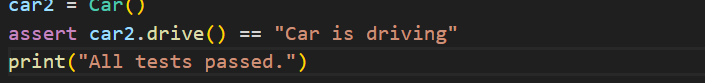 car2 = Car()
assert car2.drive() == "Car is driving"
print("All tests passed.")